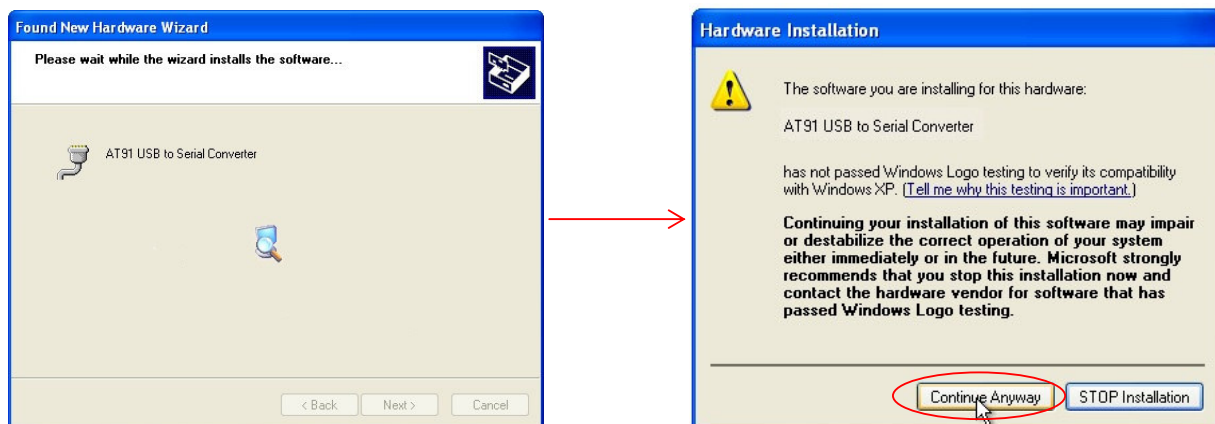 Found New Hardware Wizard
Please wait while the wizard installs the software...
AT91 USB to Serial Converter
< Back
Next >
Cancel
Hardware Installation
The software you are installing for this hardware:
AT91 USB to Serial Converter
has not passed Windows Logo testing to verify its compatibility
with Windows XP. (Tell me why this testing is important.)
Continuing your installation of this software may impair
or destabilize the correct operation of your system
either immediately or in the future. Microsoft strongly
recommends that you stop this installation now and
contact the hardware vendor for software that has
passed Windows Logo testing.
Continue Anyway
STOP Installation